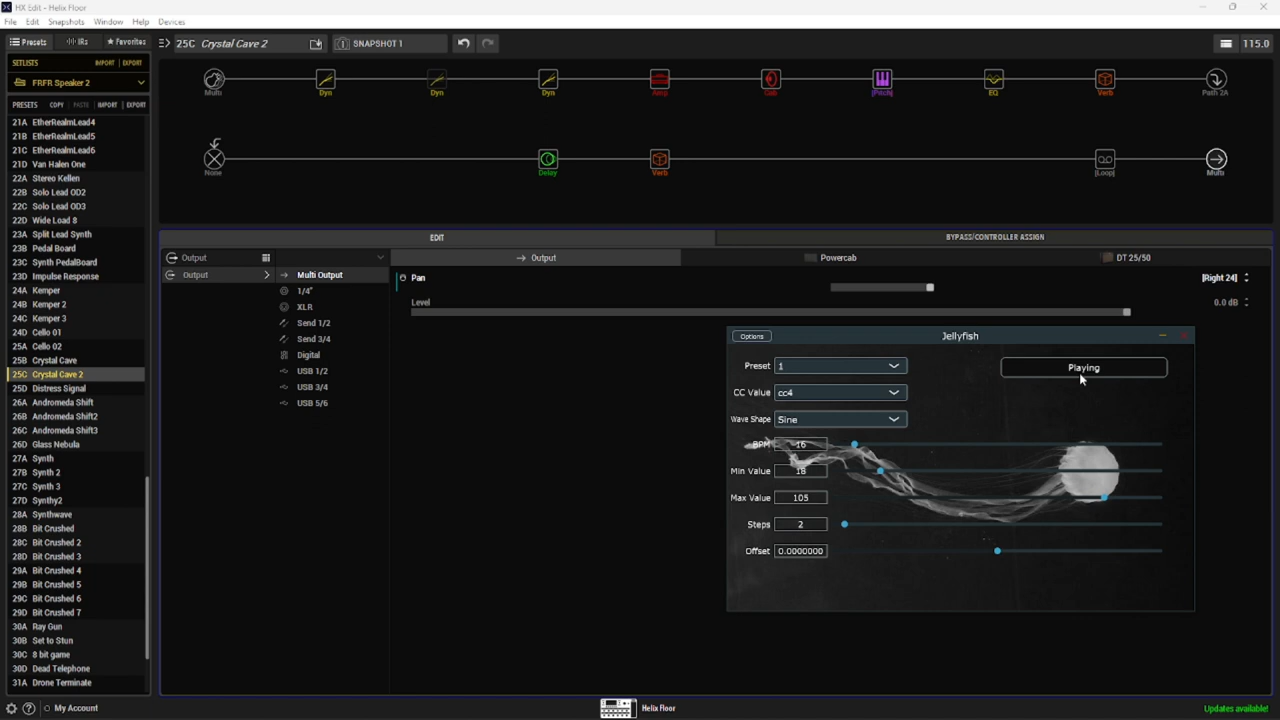 HX Edit - Helix Floor
File Edit Snapshots Window Help Devices
Presets IRs Favorites
25C Crystal Cave 2
SNAPSHOT 1
115.0
SETLISTS IMPORT EXPORT
FRFR Speaker 2
PRESETS COPY PASTE IMPORT EXPORT
21A EtherRealmLead4
21B EtherRealmLead5
21C EtherRealmLead6
21D Van Halen One
22A Stereo Kellen
22B Solo Lead OD2
22C Solo Lead OD3
22D Wide Load 8
23A Split Lead Synth
23B Pedal Board
23C Synth PedalBoard
23D Impulse Response
24A Kemper
24B Kemper 2
24C Kemper 3
24D Cello 01
25A Cello 02
25B Crystal Cave
25C Crystal Cave 2
25D Distress Signal
26A Andromeda Shift
26B Andromeda Shift2
26C Andromeda Shift3
26D Glass Nebula
27A Synth
27B Synth 2
27C Synth 3
27D Synthy2
28A Synthwave
28B Bit Crushed
28C Bit Crushed 2
28D Bit Crushed 3
29A Bit Crushed 4
29B Bit Crushed 5
29C Bit Crushed 6
29D Bit Crushed 7
30A Ray Gun
30B Set to Stun
30C 8 bit game
30D Dead Telephone
31A Drone Terminate
Multi Dyn Dyn Dyn Amp Cab [Pitch] EQ Verb Path 2A
None Delay Verb [Loop] Multi
EDIT BYPASS/CONTROLLER ASSIGN
Output
Output
Multi Output
1/4"
XLR
Send 1/2
Send 3/4
Digital
USB 1/2
USB 3/4
USB 5/6
Output Powercab DT 25/50
Pan [Right 24]
Level 0.0 dB
Options Jellyfish
Preset 1
Playing
CC Value cc4
Wave Shape Sine
BPM 16
Min Value 16
Max Value 105
Steps 2
Offset 0.0000000
My Account
Helix Floor
Updates available!